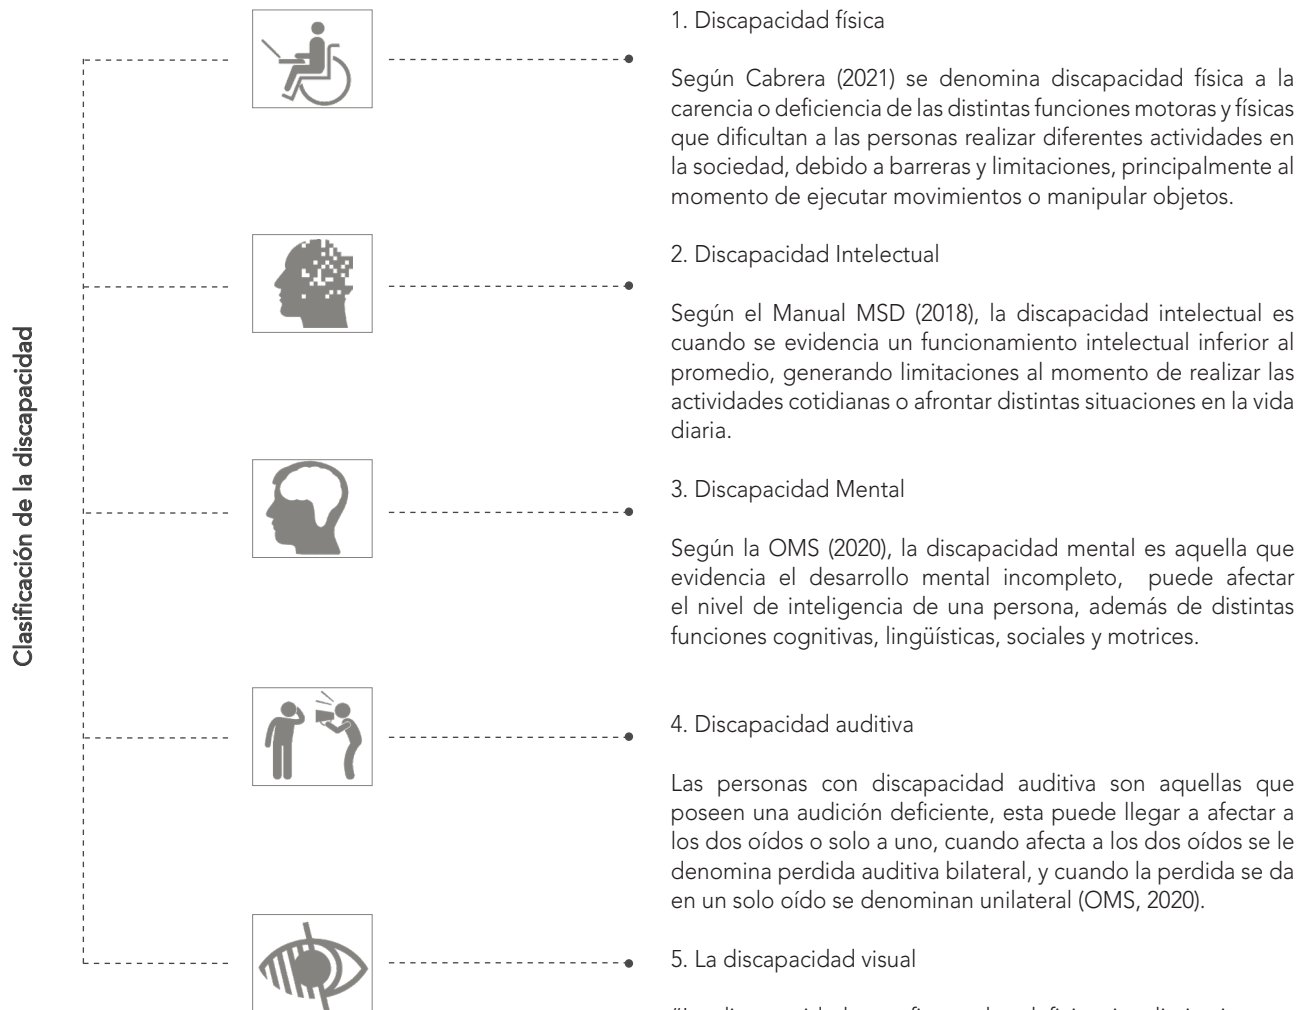 Clasificación de la discapacidad
1. Discapacidad física
Según Cabrera (2021) se denomina discapacidad física a la
carencia o deficiencia de las distintas funciones motoras y físicas
que dificultan a las personas realizar diferentes actividades en
la sociedad, debido a barreras y limitaciones, principalmente al
momento de ejecutar movimientos o manipular objetos.
2. Discapacidad Intelectual
Según el Manual MSD (2018), la discapacidad intelectual es
cuando se evidencia un funcionamiento intelectual inferior al
promedio, generando limitaciones al momento de realizar las
actividades cotidianas o afrontar distintas situaciones en la vida
diaria.
3. Discapacidad Mental
Según la OMS (2020), la discapacidad mental es aquella que
evidencia el desarrollo mental incompleto, puede afectar
el nivel de inteligencia de una persona, además de distintas
funciones cognitivas, lingüísticas, sociales y motrices.
4. Discapacidad auditiva
Las personas con discapacidad auditiva son aquellas que
poseen una audición deficiente, esta puede llegar a afectar a
los dos oídos o solo a uno, cuando afecta a los dos oídos se le
denomina perdida auditiva bilateral, y cuando la perdida se da
en un solo oído se denominan unilateral (OMS, 2020).
5. La discapacidad visual